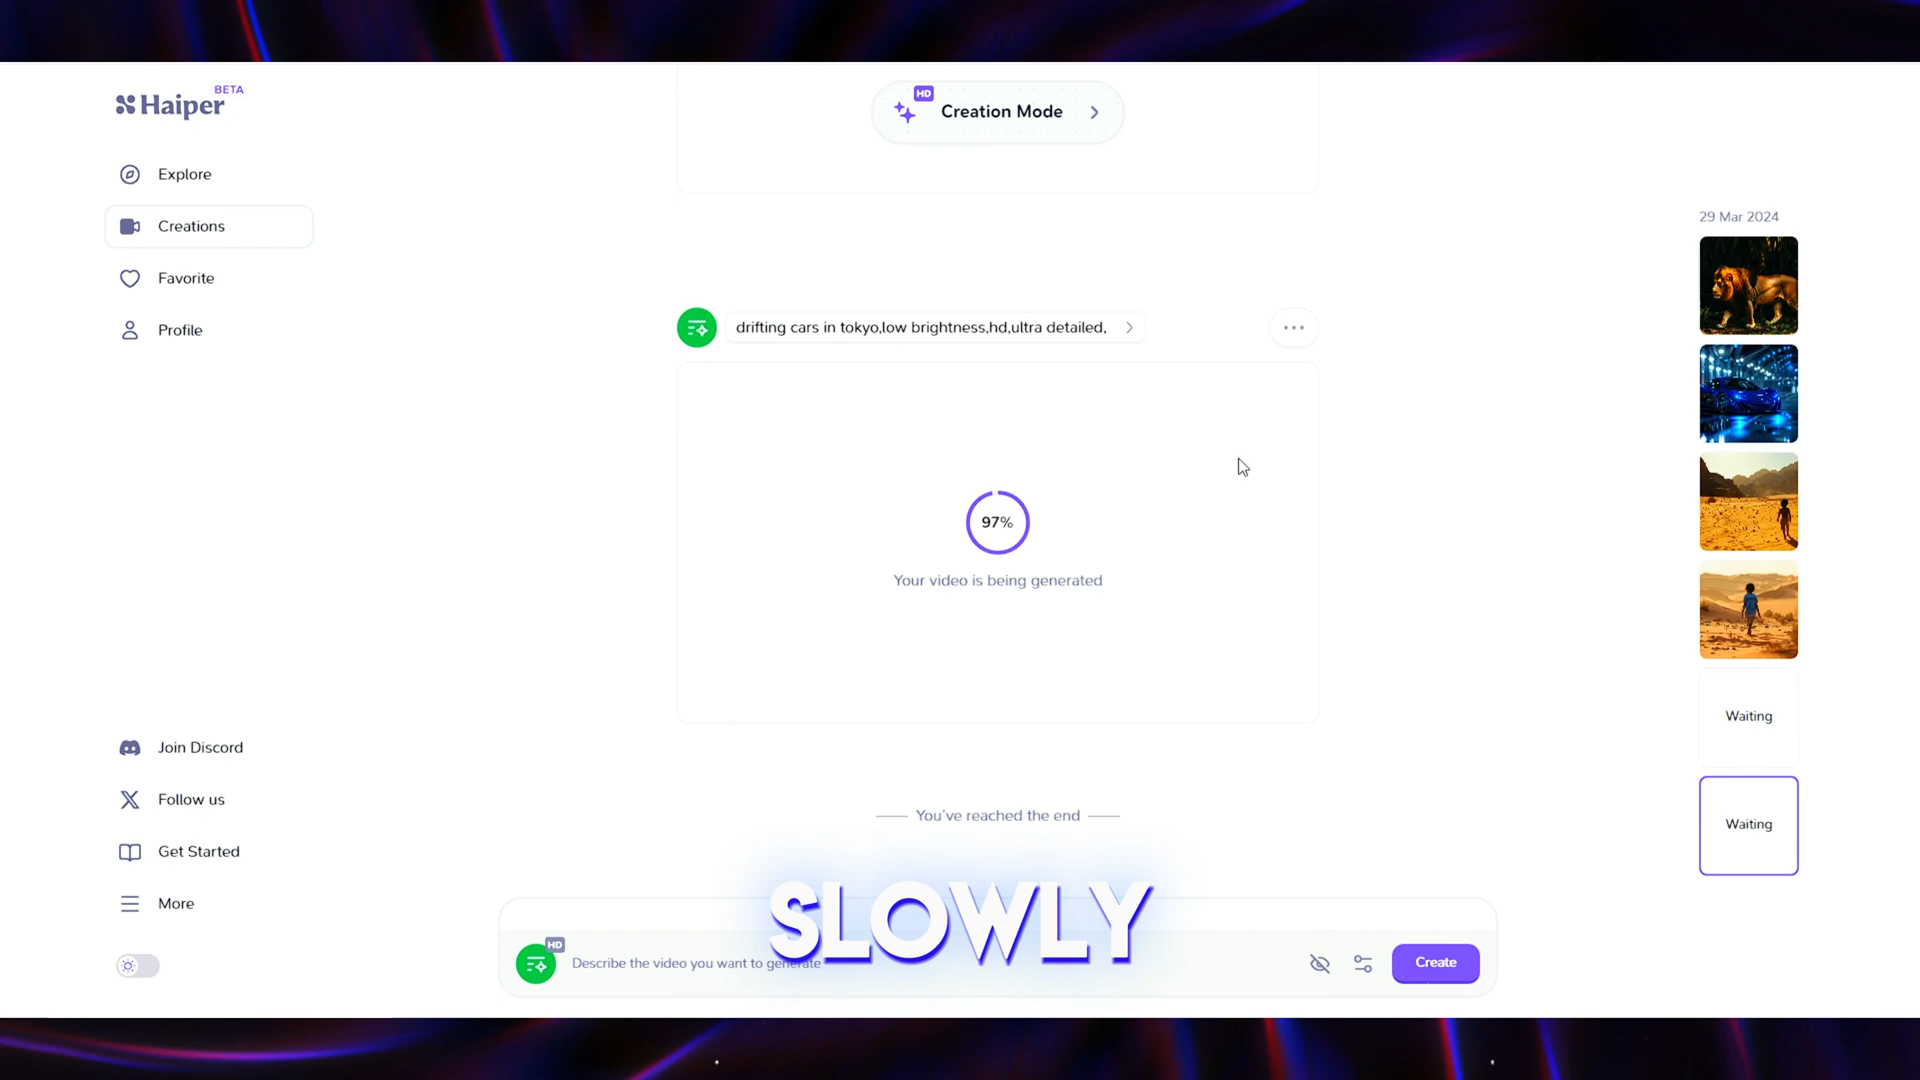 Haiper BETA
Explore
Creations
Favorite
Profile
Join Discord
Follow us
Get Started
More
HD
Creation Mode
drifting cars in tokyo,low brightness,hd,ultra detailed,
97%
Your video is being generated
You've reached the end
SLOWLY
HD
Describe the video you want to generate
Create
29 Mar 2024
Waiting
Waiting